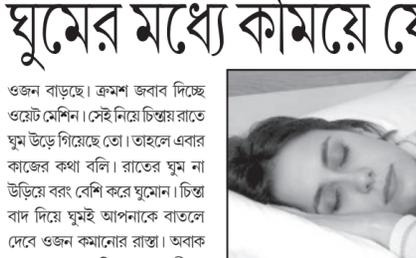 ঘুমের মধ্যে কমিয়ে
ওজন বাড়ছে। ক্রমশ জবাব দিচ্ছে
ওয়েট মেশিন। সেই নিয়ে চিন্তায় রাতে
ঘুম উড়ে গিয়েছে তো। তাহলে এবার
কাজের কথা বলি। রাতের ঘুম না
উড়িয়ে বরং বেশি করে ঘুমোন। চিন্তা
বাদ দিয়ে ঘুমই আপনাকে বাতলে
দেবে ওজন কমানোর রাস্তা। অবাক